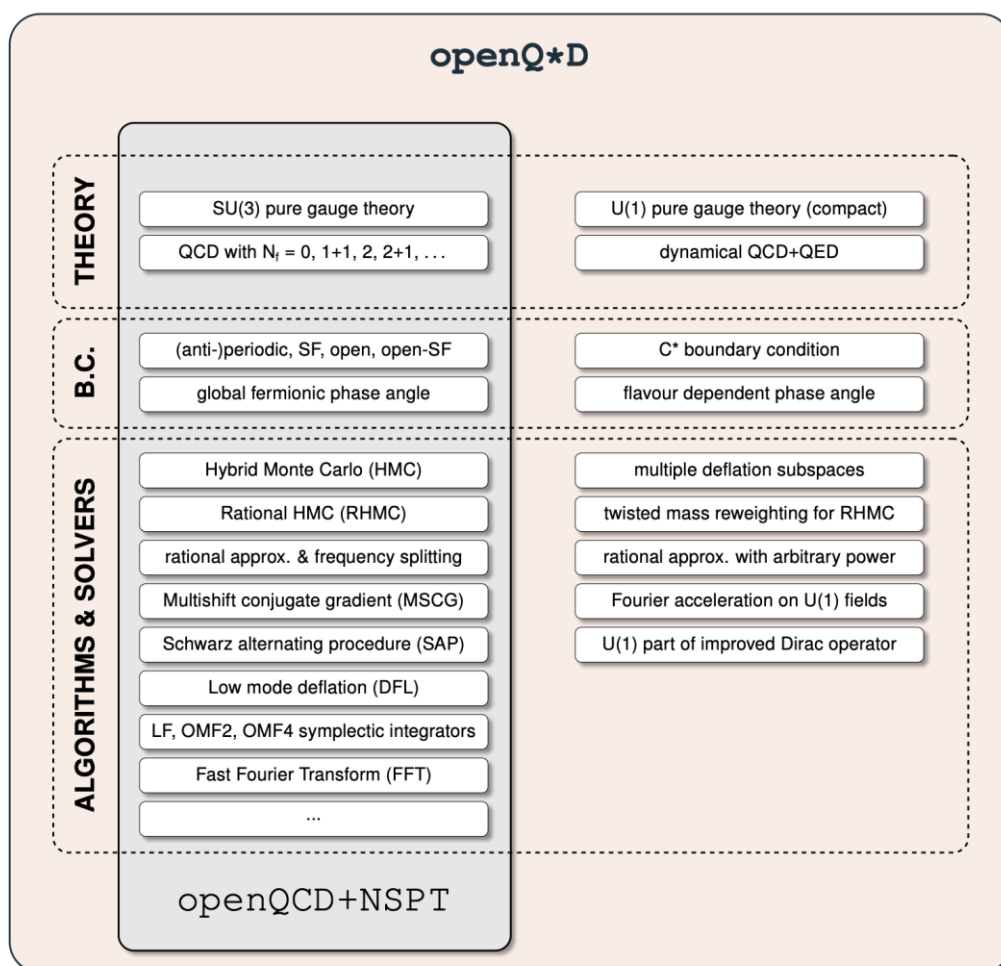 openQ*D
THEORY
SU(3) pure gauge theory
QCD with Nf = 0, 1+1, 2, 2+1, ...
U(1) pure gauge theory (compact)
dynamical QCD+QED
B.C.
(anti-)periodic, SF, open, open-SF
global fermionic phase angle
C* boundary condition
flavour dependent phase angle
ALGORITHMS & SOLVERS
Hybrid Monte Carlo (HMC)
Rational HMC (RHMC)
rational approx. & frequency splitting
Multishift conjugate gradient (MSCG)
Schwarz alternating procedure (SAP)
Low mode deflation (DFL)
LF, OMF2, OMF4 symplectic integrators
Fast Fourier Transform (FFT)
...
multiple deflation subspaces
twisted mass reweighting for RHMC
rational approx. with arbitrary power
Fourier acceleration on U(1) fields
U(1) part of improved Dirac operator
openQCD+NSPT